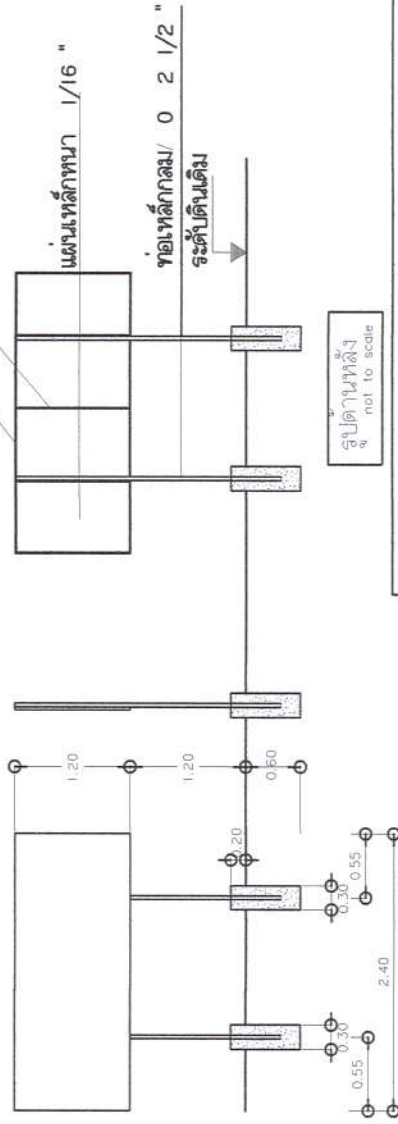 แผ่นเหล็กหนา 1/16 "
ท่อเหล็กกลม/ 0 2 1/2 "
ระดับดินเดิม
รูปด้านหลัง
not to scale
1.20
1.20
0.60
0.20
0.30
0.30
0.55
0.55
2.40